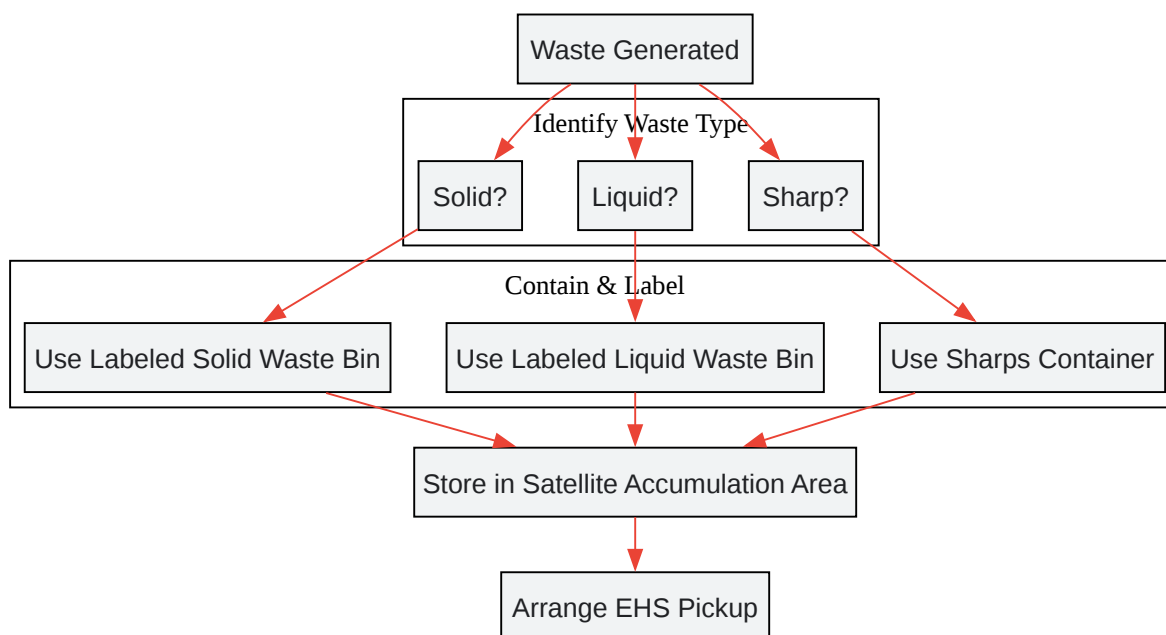 Waste Generated
Identify Waste Type
Solid?
Liquid?
Sharp?
Contain & Label
Use Labeled Solid Waste Bin
Use Labeled Liquid Waste Bin
Use Sharps Container
Store in Satellite Accumulation Area
Arrange EHS Pickup